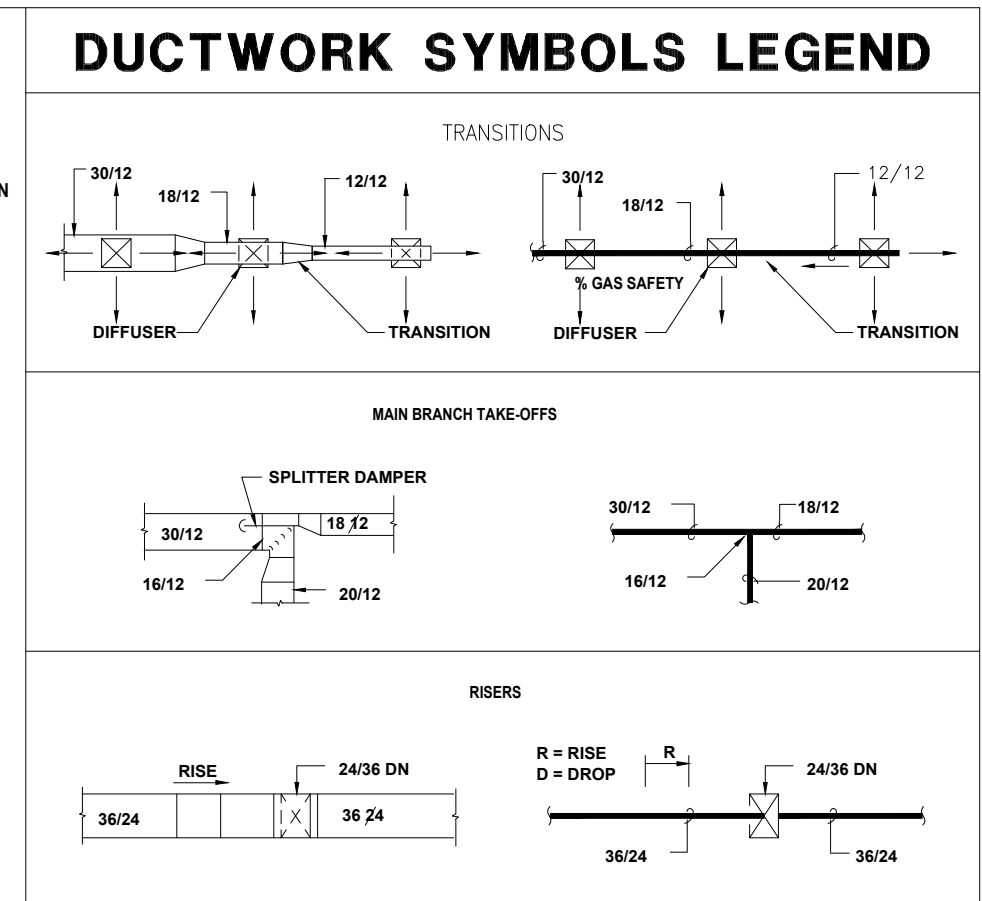 DUCTWORK SYMBOLS LEGEND
N
TRANSITIONS
30/12
18/12
12/12
DIFFUSER
TRANSITION
30/12
18/12
12/12
% GAS SAFETY
DIFFUSER
TRANSITION
MAIN BRANCH TAKE-OFFS
SPLITTER DAMPER
30/12
18/12
16/12
20/12
30/12
18/12
16/12
20/12
RISERS
RISE
24/36 DN
36/24
36/24
R = RISE
D = DROP
R
24/36 DN
36/24
36/24